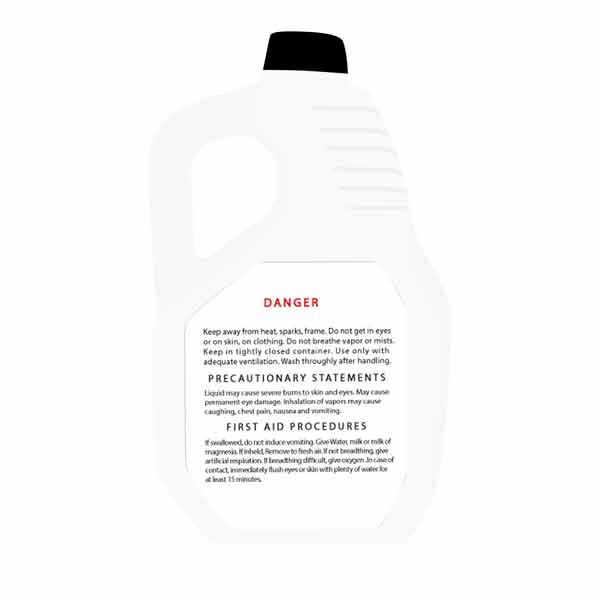 DANGER
Keep away from heat, sparks, frame. Do not get in eyes
or on skin, on clothing. Do not breathe vapor or mists.
Keep in tightly closed container. Use only with
adequate ventilation. Wash throughly after handling.
PRECAUTIONARY STATEMENTS
Liquid may cause severe burns to skin and eyes. May cause
permanent eye damage. Inhalation of vapors may cause
caughing, chest pain, nausea and vomiting.
FIRST AID PROCEDURES
If swallowed, do not induce vomiting. Give Water, milk or milk of
magmesia. If inheld, Remove to fresh air. If not breadthing, give
artificial respiration. If breadthing difficult, give oxygen .In case of
contact, immediately flush eyes or skin with plenty of water for
at least 15 minutes.